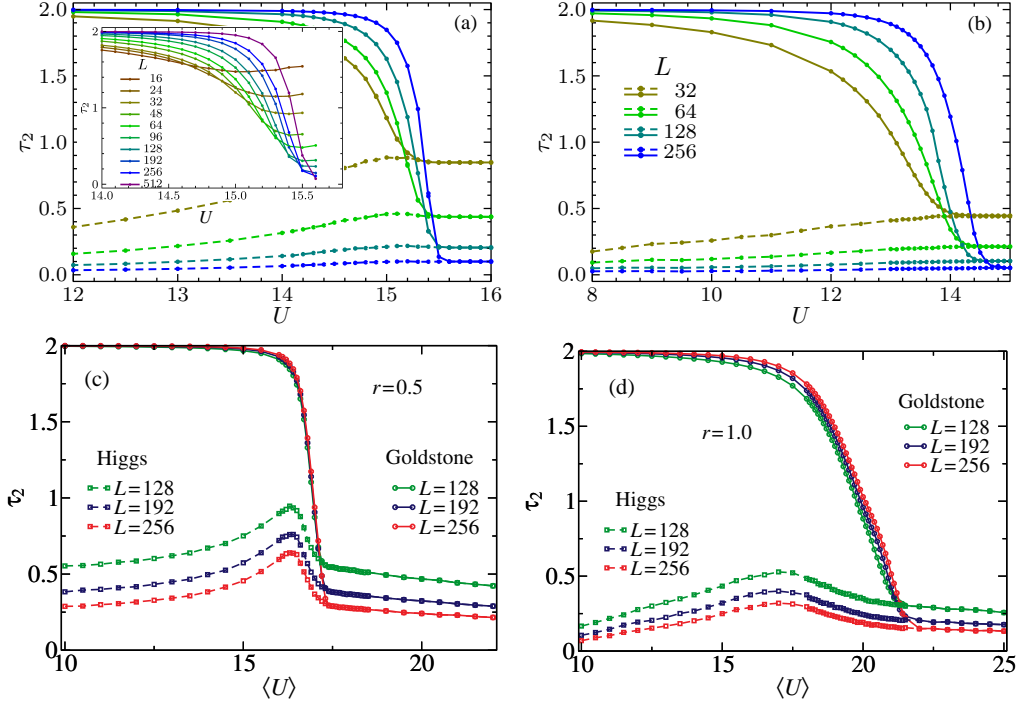 2.0
1.5
1.0
0.5
0.0
τ2
(a)
2
1
0
τ2
L
16
24
32
48
64
96
128
192
256
512
14.0 14.5 15.0 15.5
U
12 13 14 15 16
U
2.0
1.5
1.0
0.5
0.0
τ2
(b)
L
32
64
128
256
8 10 12 14
U
2
1.5
1
0.5
0
τ2
(c)
r=0.5
Higgs
L=128
L=192
L=256
Goldstone
L=128
L=192
L=256
10 15 20
⟨U⟩
2
1.5
1
0.5
0
τ2
(d)
r=1.0
Goldstone
L=128
L=192
L=256
Higgs
L=128
L=192
L=256
10 15 20 25
⟨U⟩